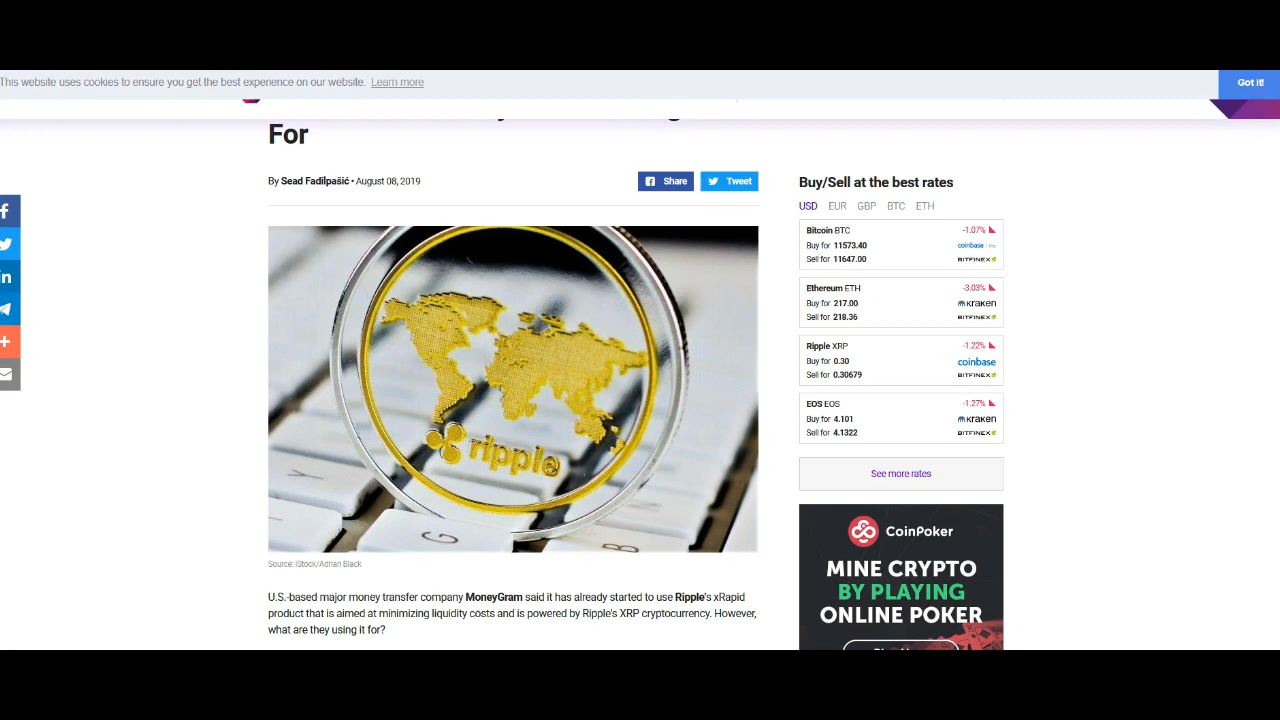 This website uses cookies to ensure you get the best experience on our website. Learn more
Got it!
For
By Sead Fadilpašić • August 08, 2019
Share
Tweet
ripple
G
B
Source: iStock/Adrian Black
U.S.-based major money transfer company MoneyGram said it has already started to use Ripple's xRapid
product that is aimed at minimizing liquidity costs and is powered by Ripple's XRP cryptocurrency. However,
what are they using it for?
Buy/Sell at the best rates
USD EUR GBP BTC ETH
Bitcoin BTC -1.07%
Buy for 11573.40 coinbase
Sell for 11647.00 BITFINEX
Ethereum ETH -3.03%
Buy for 217.00 kraken
Sell for 218.36 BITFINEX
Ripple XRP -1.22%
Buy for 0.30 coinbase
Sell for 0.30679 BITFINEX
EOS EOS -1.27%
Buy for 4.101 kraken
Sell for 4.1322 BITFINEX
See more rates
CoinPoker
MINE CRYPTO
BY PLAYING
ONLINE POKER